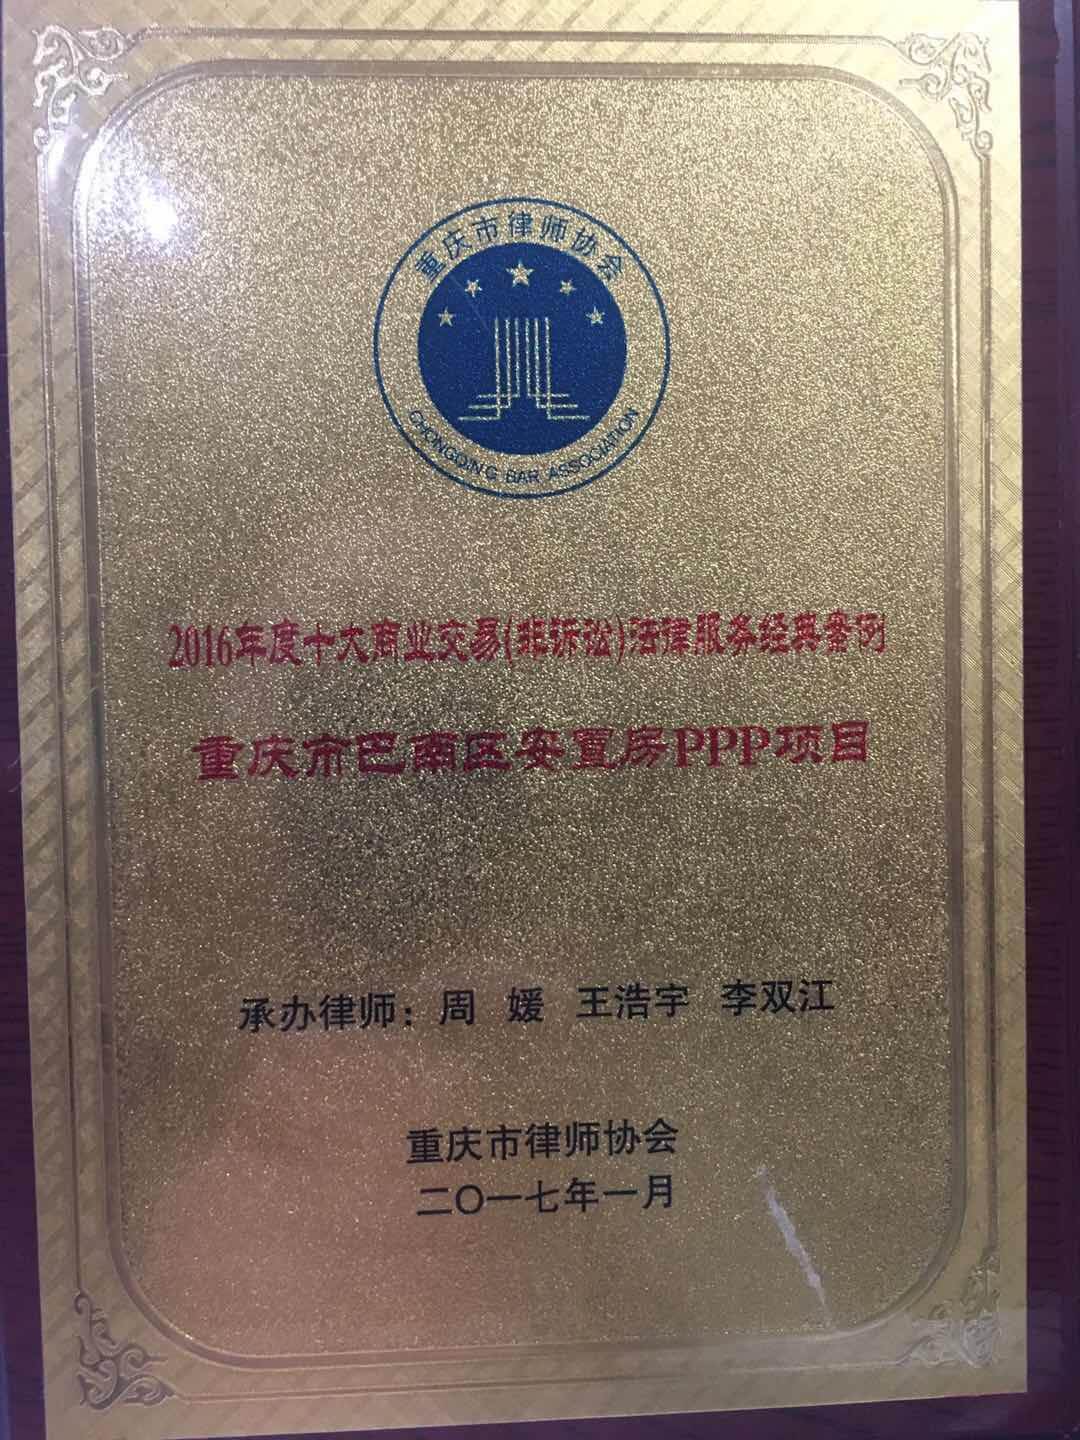 重庆市律师协会
CHONGQING BAR ASSOCIATION
2016年度十大商业交易(非诉讼)法律服务经典案例
重庆市巴南区安置房PPP项目
承办律师：周 媛 王浩宇 李双江
重庆市律师协会
二〇一七年一月